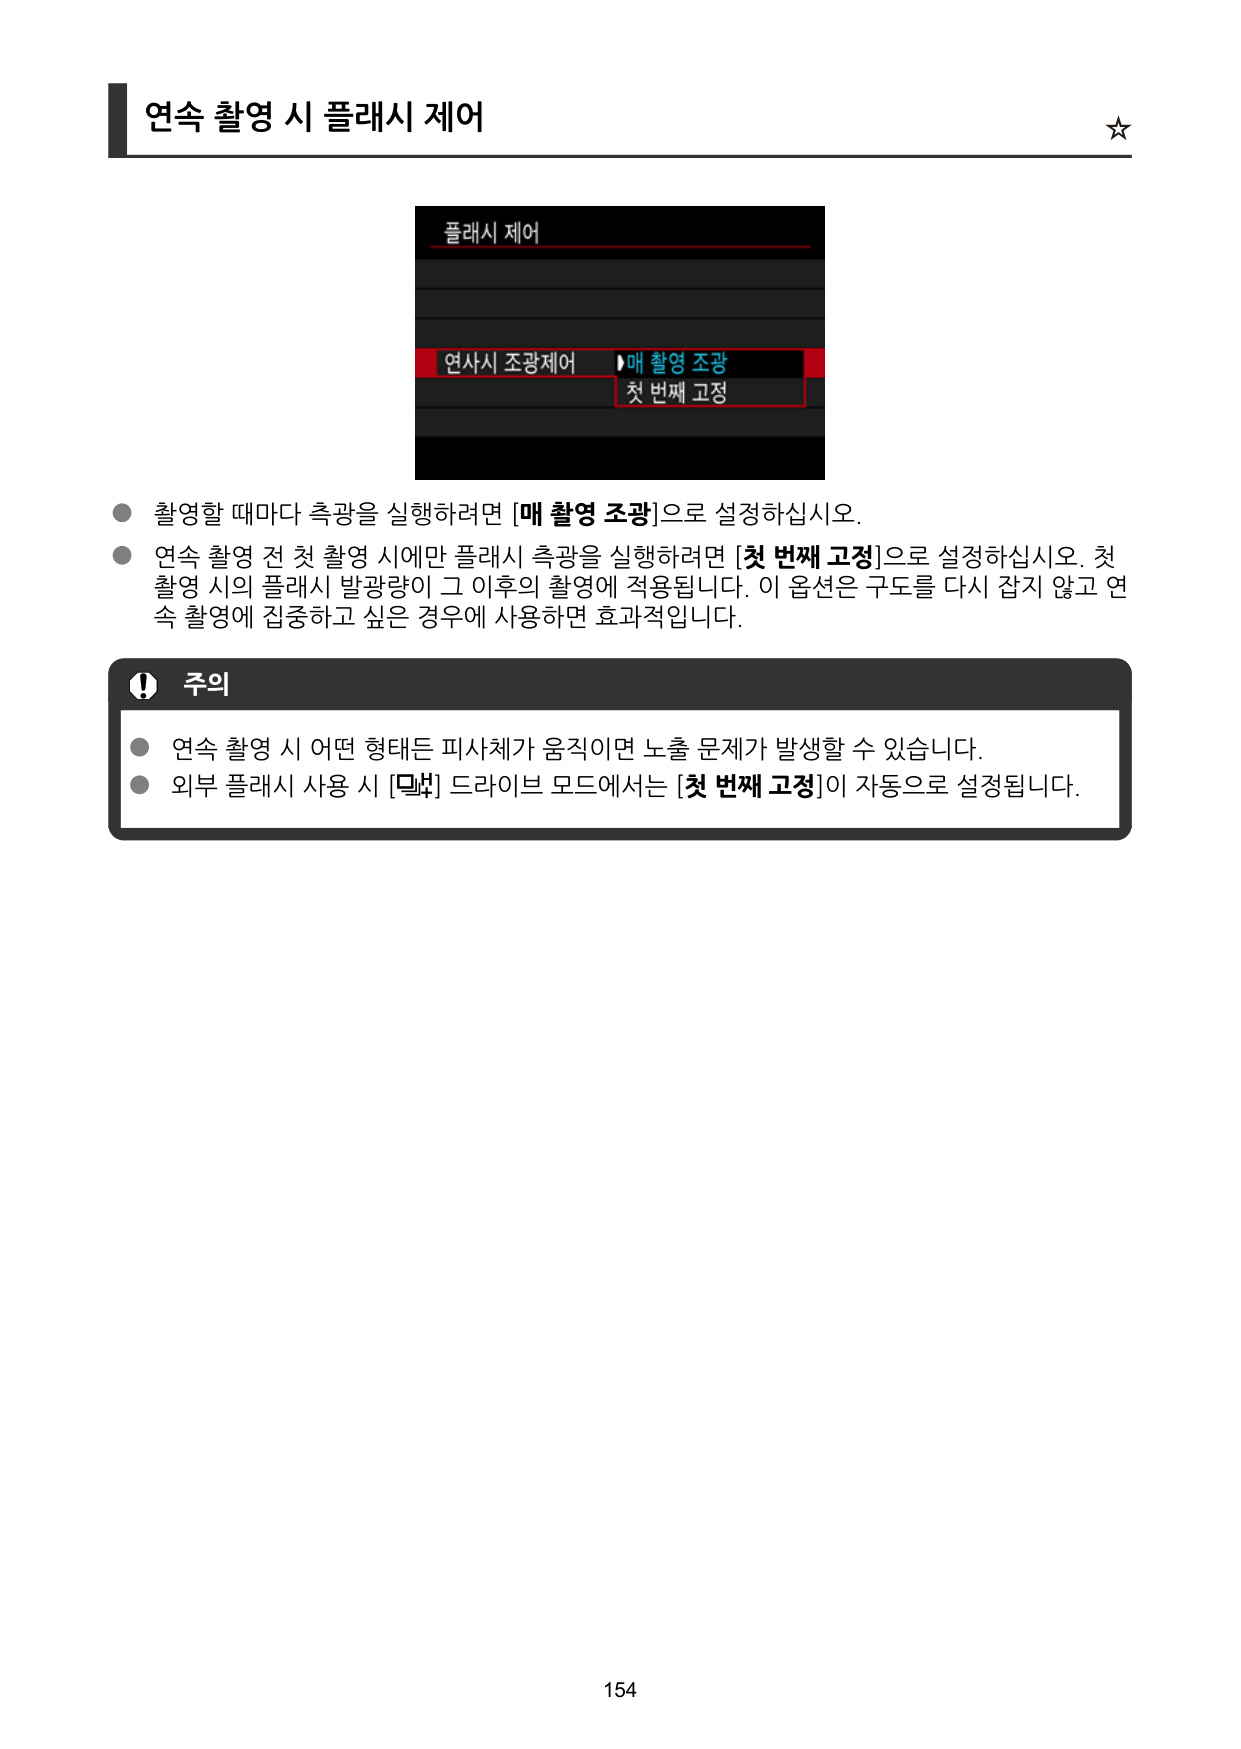 연속 촬영 시 플래시 제어
☆
플래시 제어
연사시 조광제어 매 촬영 조광
첫 번째 고정
● 촬영할 때마다 측광을 실행하려면 [매 촬영 조광]으로 설정하십시오.
● 연속 촬영 전 첫 촬영 시에만 플래시 측광을 실행하려면 [첫 번째 고정]으로 설정하십시오. 첫
촬영 시의 플래시 발광량이 그 이후의 촬영에 적용됩니다. 이 옵션은 구도를 다시 잡지 않고 연
속 촬영에 집중하고 싶은 경우에 사용하면 효과적입니다.
주의
● 연속 촬영 시 어떤 형태든 피사체가 움직이면 노출 문제가 발생할 수 있습니다.
● 외부 플래시 사용 시 [H+] 드라이브 모드에서는 [첫 번째 고정]이 자동으로 설정됩니다.
154